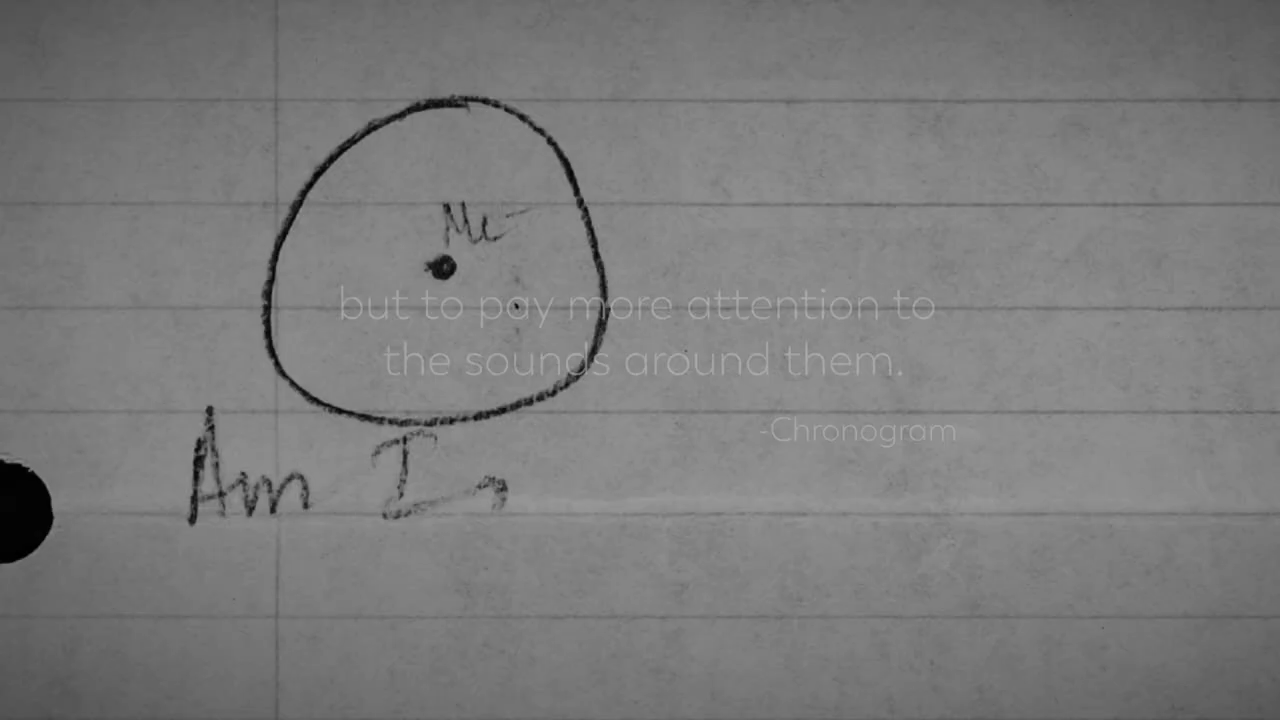 Me
but to pay more attention to
the sounds around them.
-Chronogram
Am I